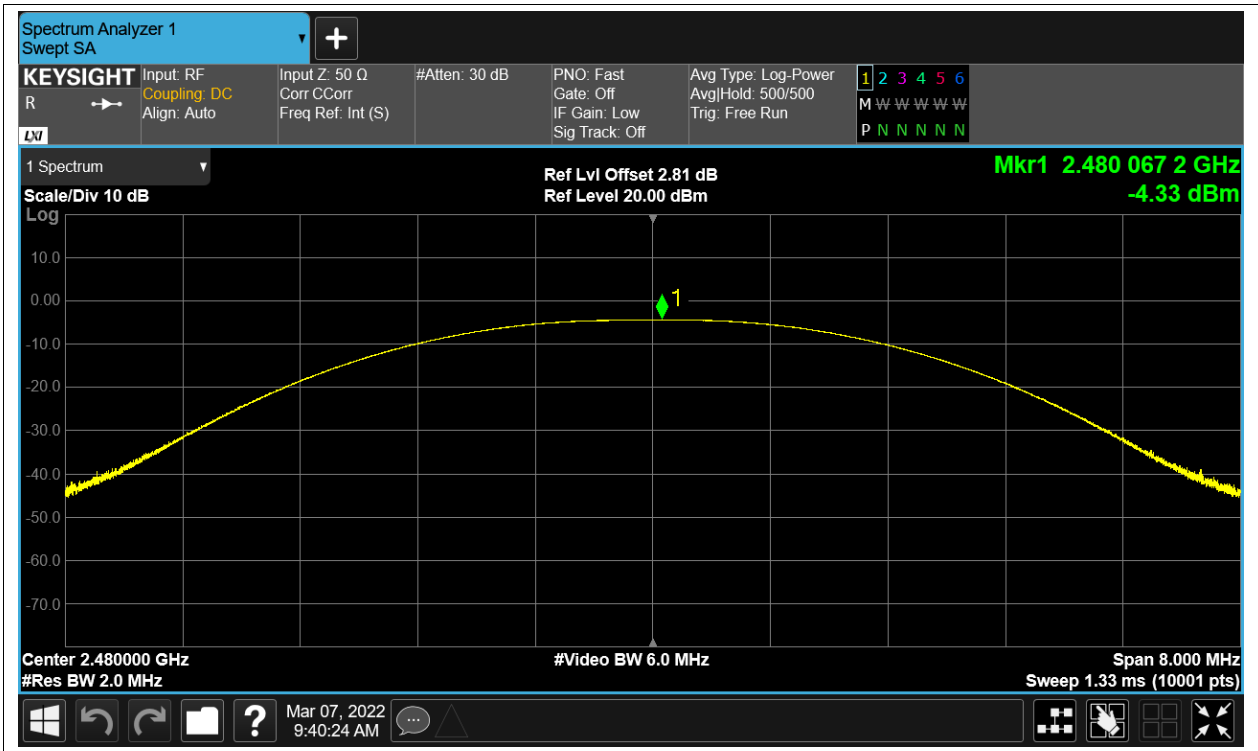 Spectrum Analyzer 1
Swept SA
▼
+
KEYSIGHT
R
LXI
Input: RF
Coupling: DC
Align: Auto
Input Z: 50 Ω
Corr CCorr
Freq Ref: Int (S)
#Atten: 30 dB
PNO: Fast
Gate: Off
IF Gain: Low
Sig Track: Off
Avg Type: Log-Power
Avg|Hold: 500/500
Trig: Free Run
1 2 3 4 5 6
M W W W W W
P N N N N N
1 Spectrum ▼
Scale/Div 10 dB
Ref Lvl Offset 2.81 dB
Ref Level 20.00 dBm
Mkr1 2.480 067 2 GHz
-4.33 dBm
Log
10.0
0.00
-10.0
-20.0
-30.0
-40.0
-50.0
-60.0
-70.0
1
Center 2.480000 GHz
#Video BW 6.0 MHz
Span 8.000 MHz
#Res BW 2.0 MHz
Sweep 1.33 ms (10001 pts)
?
Mar 07, 2022
9:40:24 AM